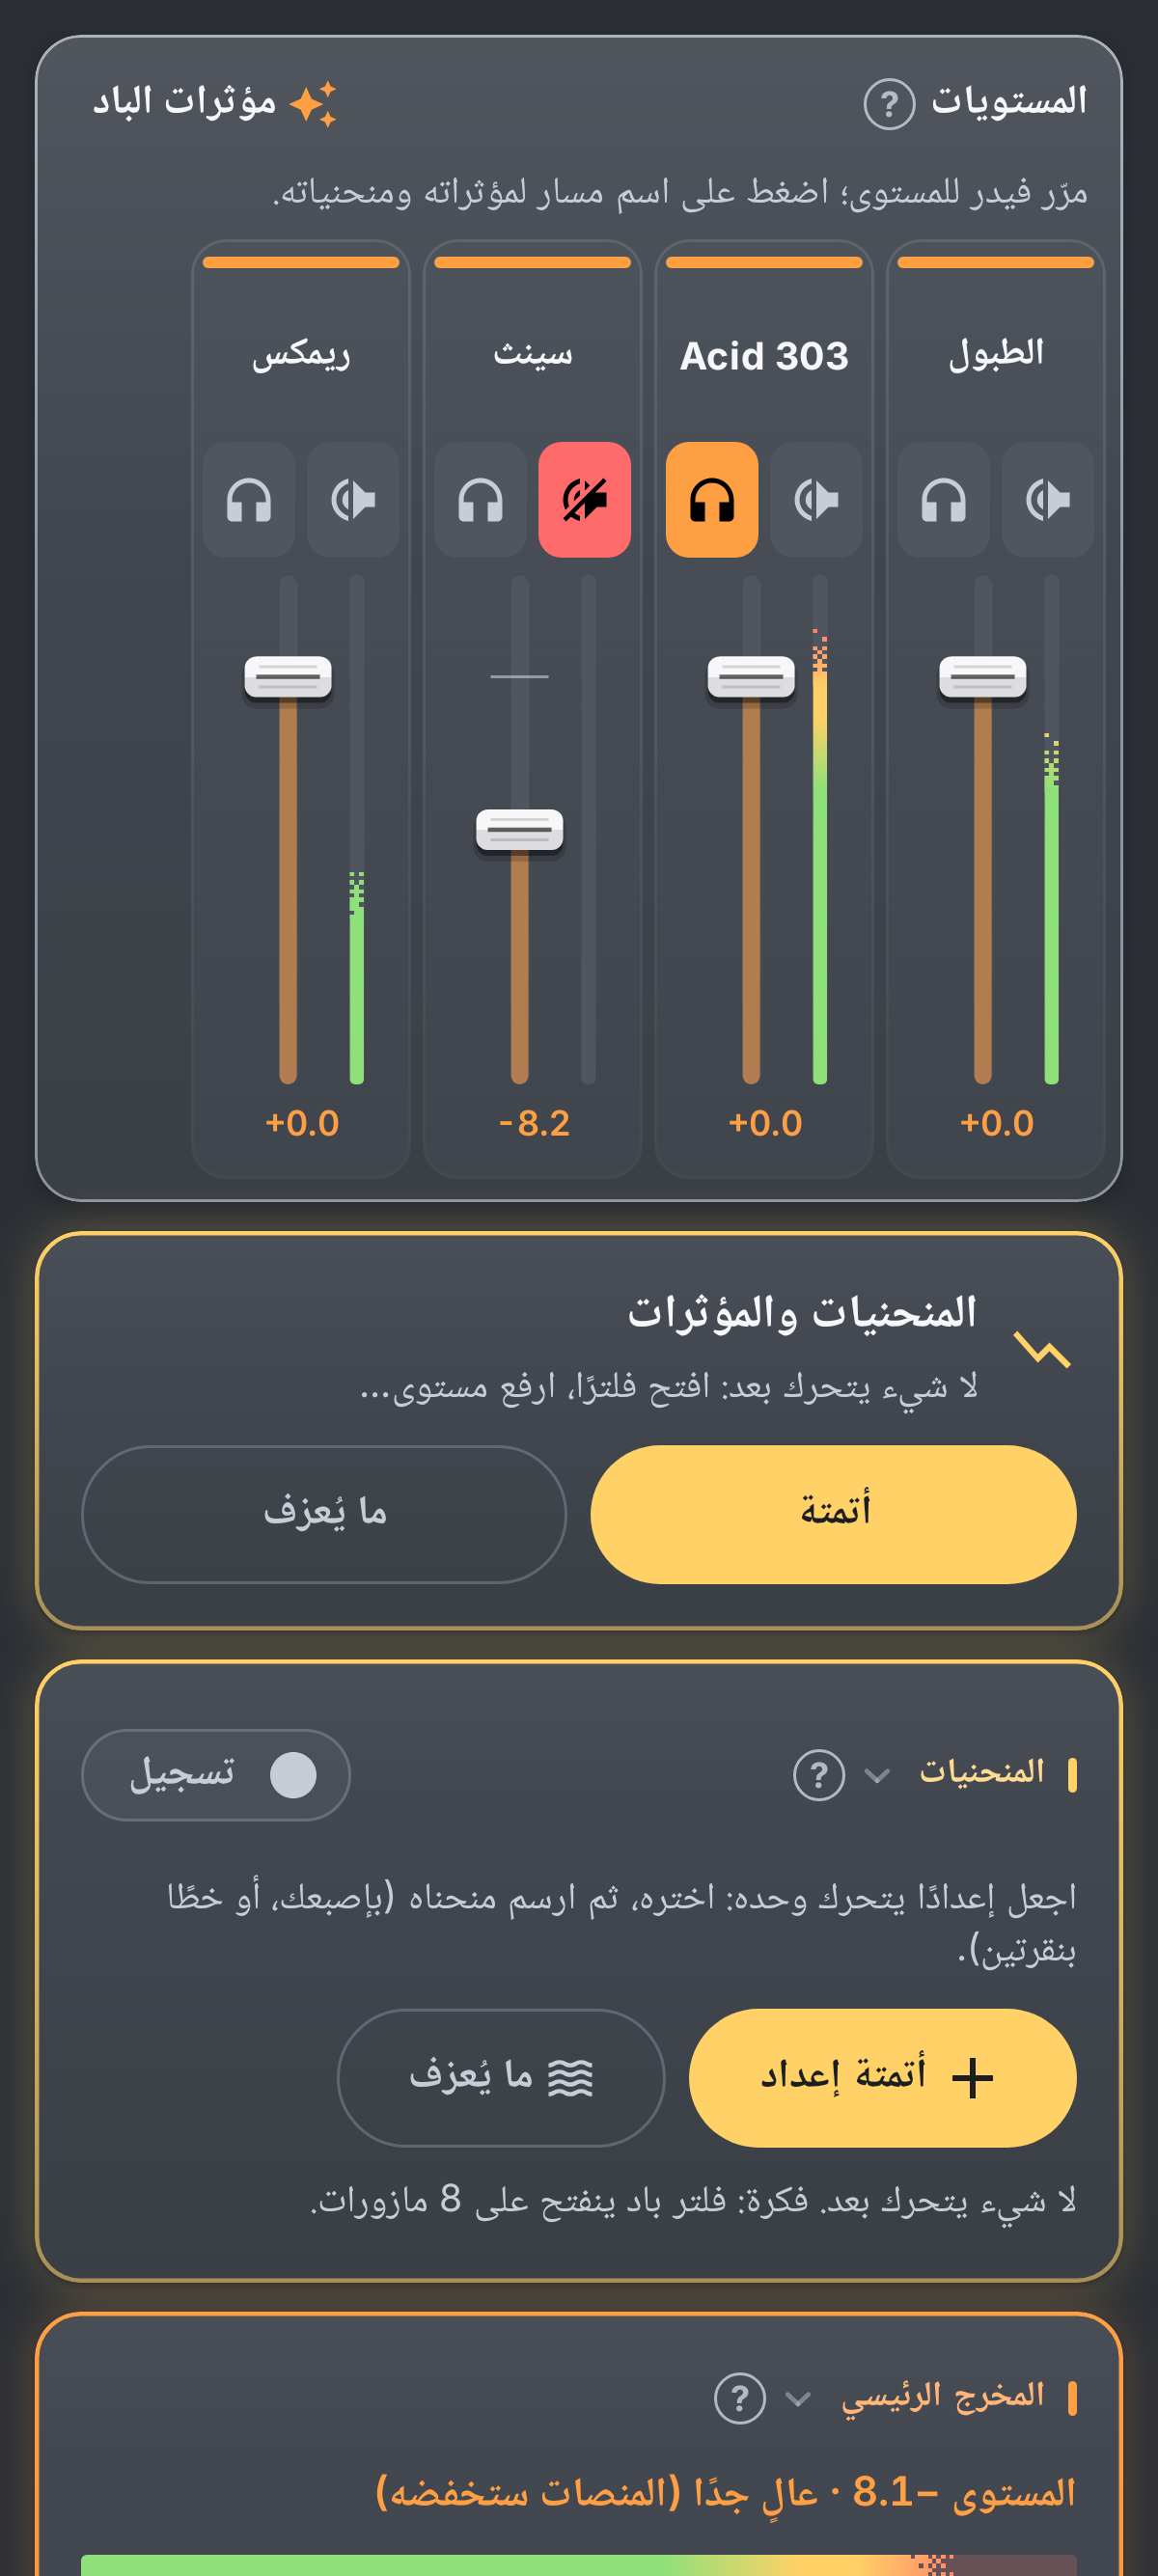 المستويات ?
مؤثرات الباد
مرّر فيدر للمستوى؛ اضغط على اسم مسار لمؤثراته ومنحنياته.
الطبول
Acid 303
سينث
ريمكس
+0.0
+0.0
-8.2
+0.0
المنحنيات والمؤثرات
لا شيء يتحرك بعد: افتح فلترًا، ارفع مستوى...
أتمتة
ما يُعزف
المنحنيات ?
تسجيل
اجعل إعدادًا يتحرك وحده: اختره، ثم ارسم منحناه (بإصبعك، أو خطًا
بنقرتين).
أتمتة إعداد
ما يُعزف
لا شيء يتحرك بعد. فكرة: فلتر باد ينفتح على 8 مازورات.
المخرج الرئيسي ?
المستوى −8.1 · عالٍ جدًا (المنصات ستخفضه)